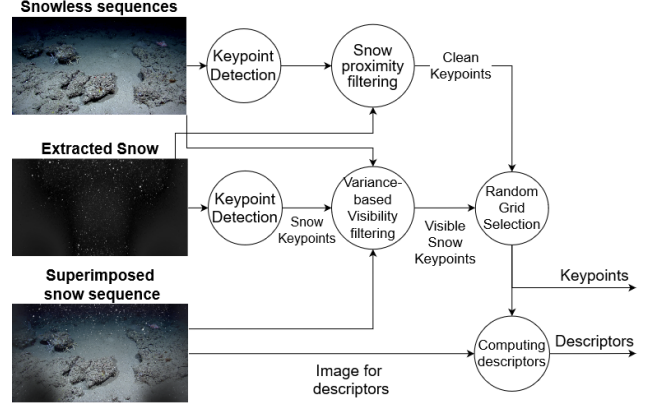 Snowless sequences
Keypoint
Detection
Snow
proximity
filtering
Clean
Keypoints
Extracted Snow
Keypoint
Detection
Snow
Keypoints
Variance-
based
Visibility
filtering
Visible
Snow
Keypoints
Random
Grid
Selection
Superimposed
snow sequence
Keypoints
Image for
descriptors
Computing
descriptors
Descriptors